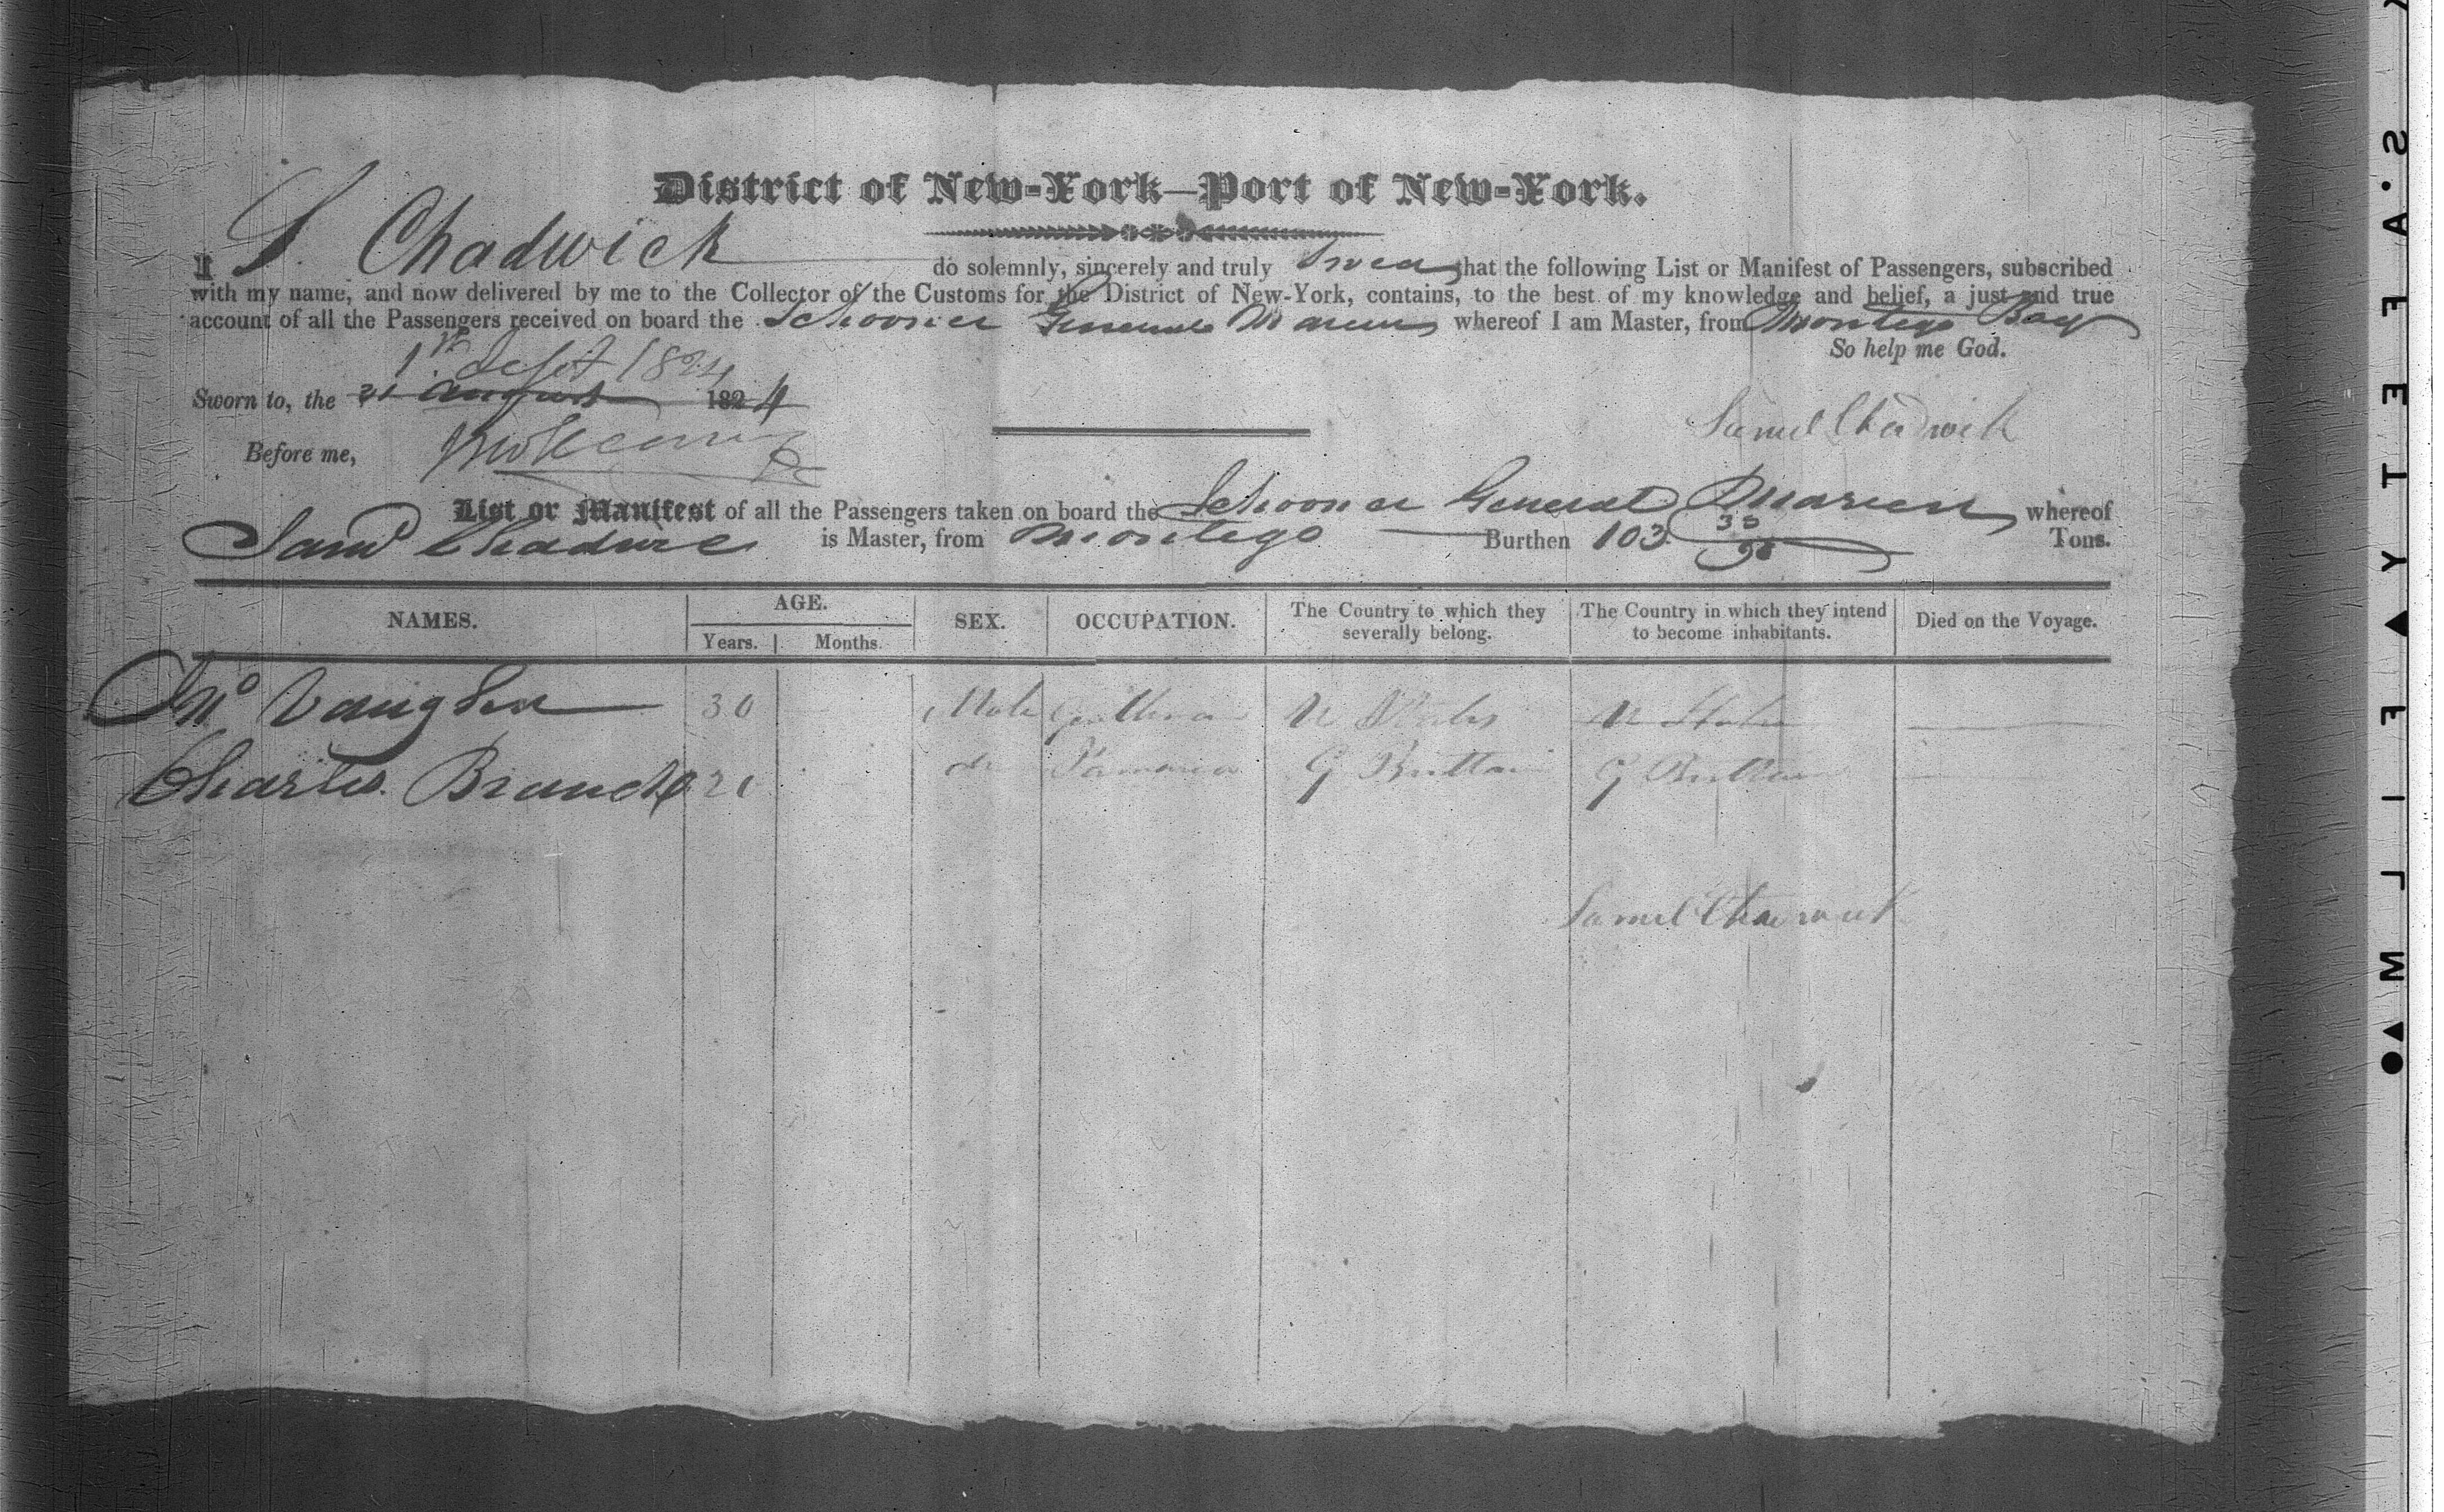 District of New-York—Port of New-York.
I S. Chadwick do solemnly, sincerely and truly Swear that the following List or Manifest of Passengers, subscribed
with my name, and now delivered by me to the Collector of the Customs for the District of New-York, contains, to the best of my knowledge and belief, a just and true
account of all the Passengers received on board the Schooner General whereof I am Master, from Montego Bay
So help me God.
1st Sept 1824
Sworn to, the 31 august 1824
Samuel Chadwick
Before me,
List or Manifest of all the Passengers taken on board the Schooner General Marion whereof
Saml Chadwick is Master, from Montego Burthen 103 38/95 Tons.
NAMES. AGE. SEX. OCCUPATION. The Country to which they severally belong. The Country in which they intend to become inhabitants. Died on the Voyage.
Years. Months.
Jno Vaughan 30 Male U States U States
Charles Branch 21 do G Brittain G Brittain
Samuel Chadwick
SAFETY▲FILM▲●